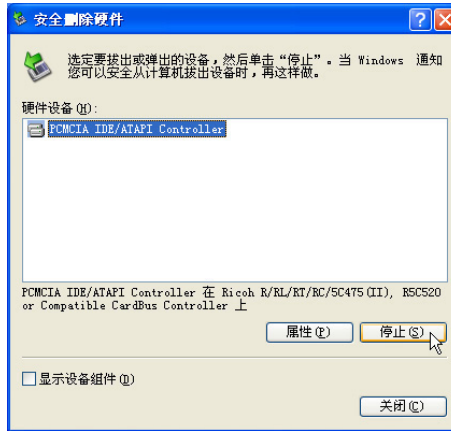 安全删除硬件
选定要拔出或弹出的设备，然后单击“停止”。当 Windows 通知
您可以安全从计算机拔出设备时，再这样做。
硬件设备(H):
PCMCIA IDE/ATAPI Controller
PCMCIA IDE/ATAPI Controller 在 Ricoh R/RL/RT/RC/5C475(II), R5C520
or Compatible CardBus Controller 上
属性(P) 停止(S)
显示设备组件(D)
关闭(C)